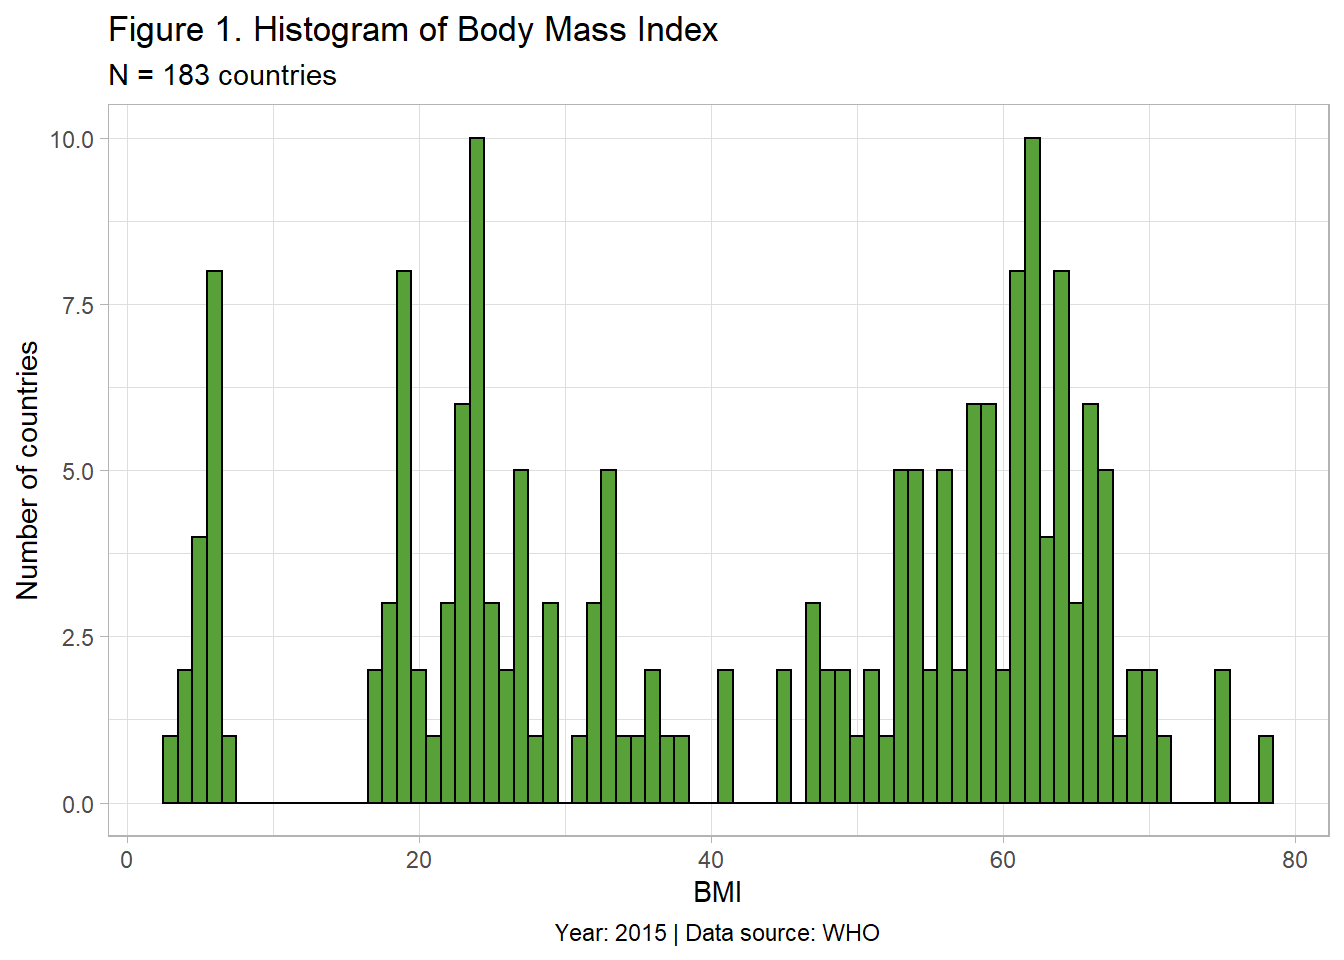 Figure 1. Histogram of Body Mass Index
N = 183 countries
Number of countries
10.0
7.5
5.0
2.5
0.0
0 20 40 60 80
BMI
Year: 2015 | Data source: WHO